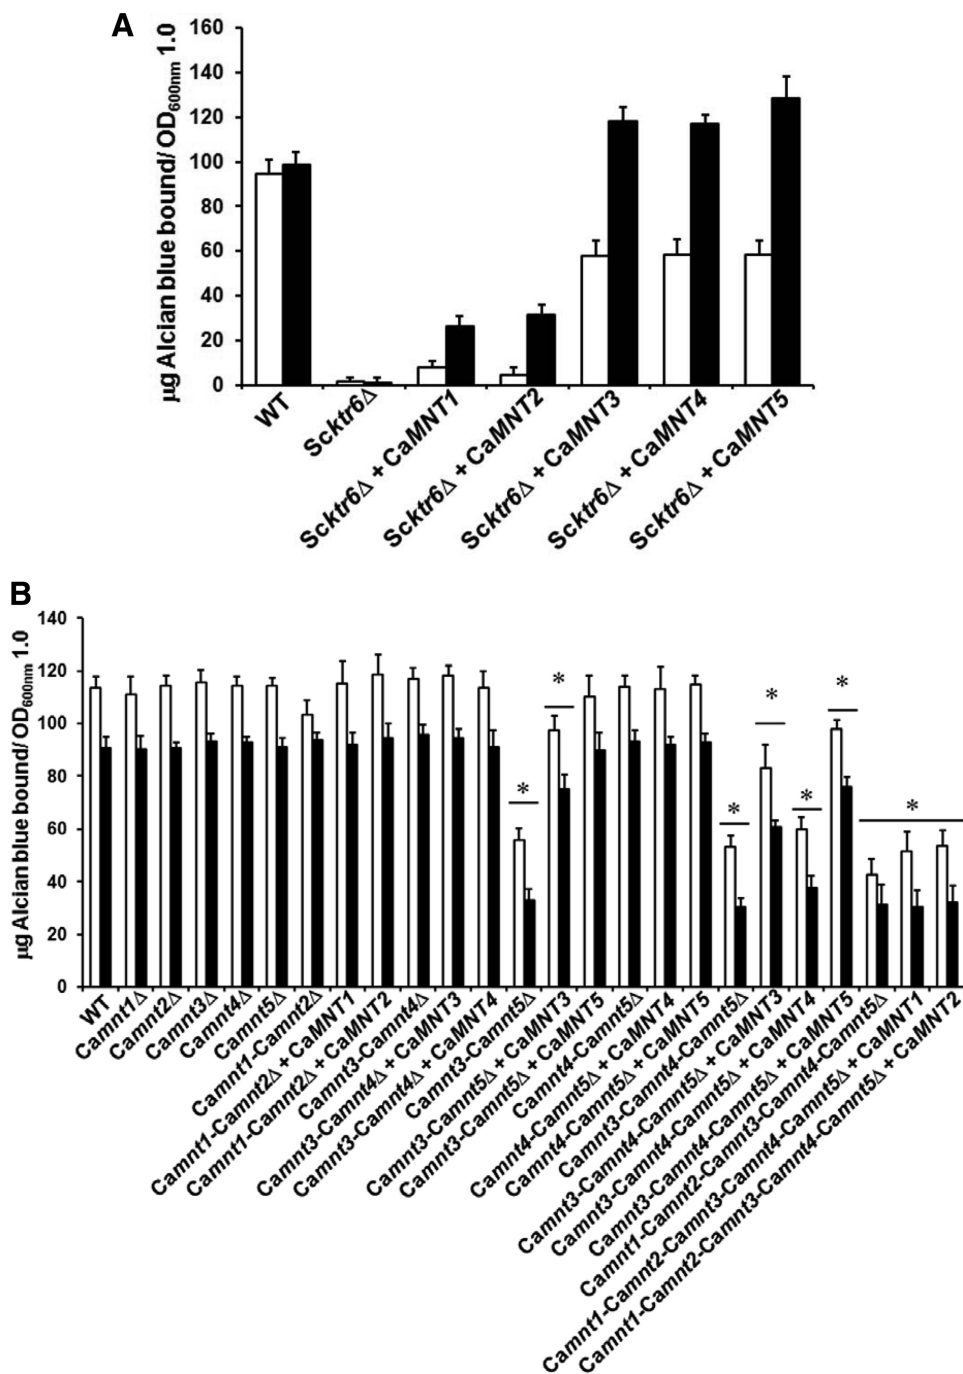 A
µg Alcian blue bound/ OD600nm 1.0
160
140
120
100
80
60
40
20
0
WT
Scktr6Δ
Scktr6Δ + CaMNT1
Scktr6Δ + CaMNT2
Scktr6Δ + CaMNT3
Scktr6Δ + CaMNT4
Scktr6Δ + CaMNT5
B
µg Alcian blue bound/ OD600nm 1.0
140
120
100
80
60
40
20
0
* * * * * * *
WT
Camnt1Δ
Camnt2Δ
Camnt3Δ
Camnt4Δ
Camnt5Δ
Camnt1-Camnt2Δ
Camnt1-Camnt2Δ + CaMNT1
Camnt1-Camnt2Δ + CaMNT2
Camnt3-Camnt4Δ
Camnt3-Camnt4Δ + CaMNT3
Camnt3-Camnt4Δ + CaMNT4
Camnt3-Camnt5Δ
Camnt3-Camnt5Δ + CaMNT3
Camnt3-Camnt5Δ + CaMNT5
Camnt4-Camnt5Δ
Camnt4-Camnt5Δ + CaMNT4
Camnt4-Camnt5Δ + CaMNT5
Camnt3-Camnt4-Camnt5Δ
Camnt3-Camnt4-Camnt5Δ + CaMNT3
Camnt3-Camnt4-Camnt5Δ + CaMNT4
Camnt3-Camnt4-Camnt5Δ + CaMNT5
Camnt1-Camnt2-Camnt3-Camnt4-Camnt5Δ
Camnt1-Camnt2-Camnt3-Camnt4-Camnt5Δ + CaMNT1
Camnt1-Camnt2-Camnt3-Camnt4-Camnt5Δ + CaMNT2